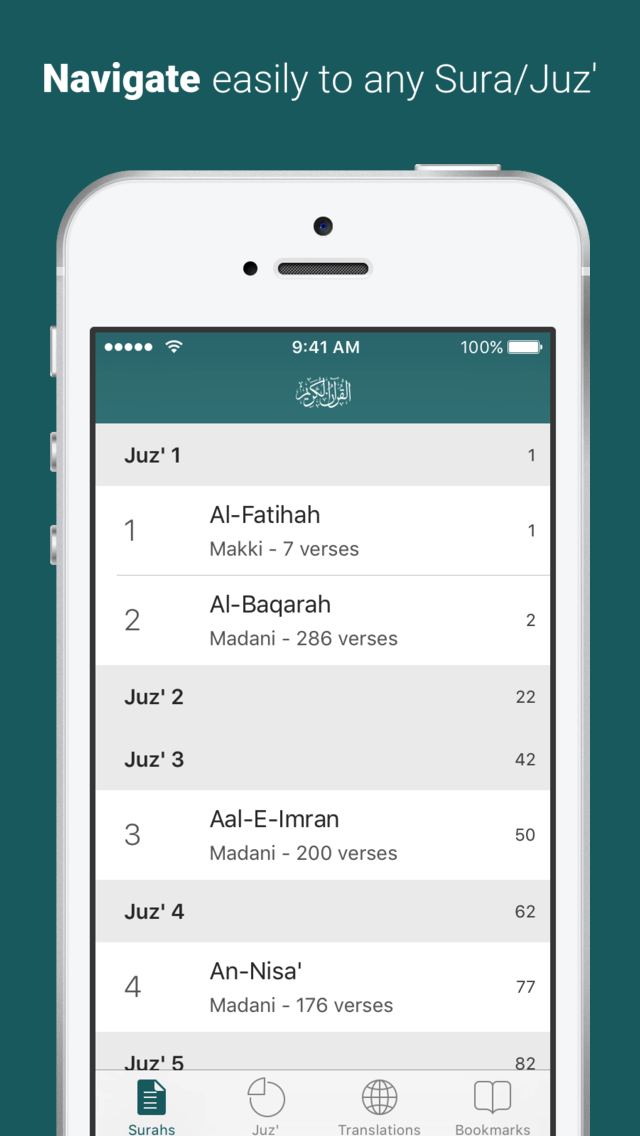 Navigate easily to any Sura/Juz'
9:41 AM 100%
القرآن الكريم
Juz' 1 1
1 Al-Fatihah 1
Makki - 7 verses
2 Al-Baqarah 2
Madani - 286 verses
Juz' 2 22
Juz' 3 42
3 Aal-E-Imran 50
Madani - 200 verses
Juz' 4 62
4 An-Nisa' 77
Madani - 176 verses
Juz' 5 82
Surahs Juz' Translations Bookmarks